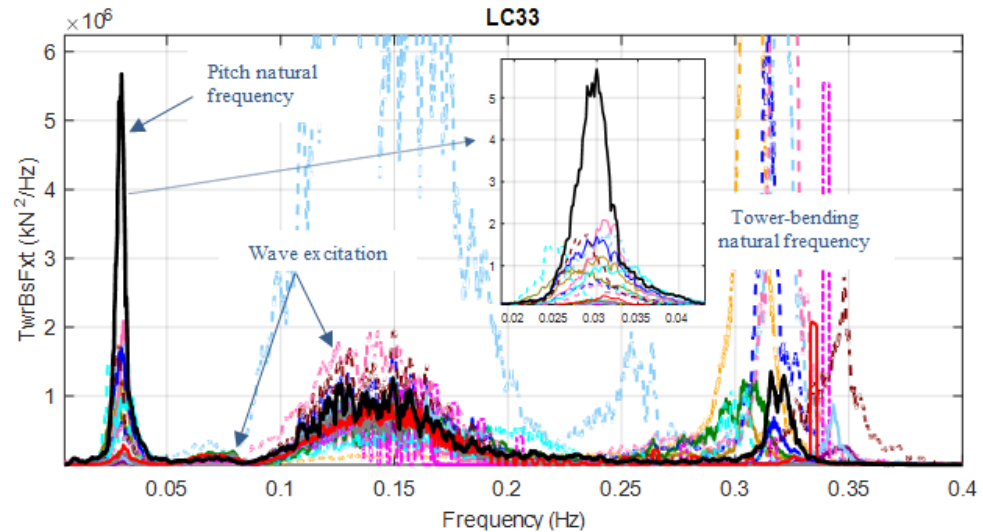 LC33
×10⁶
6
5
4
3
2
1
TwrBsFxt (kN²/Hz)
Pitch natural
frequency
Wave excitation
Tower-bending
natural frequency
5
4
3
2
1
0.02 0.025 0.03 0.035 0.04
0.05 0.1 0.15 0.2 0.25 0.3 0.35 0.4
Frequency (Hz)